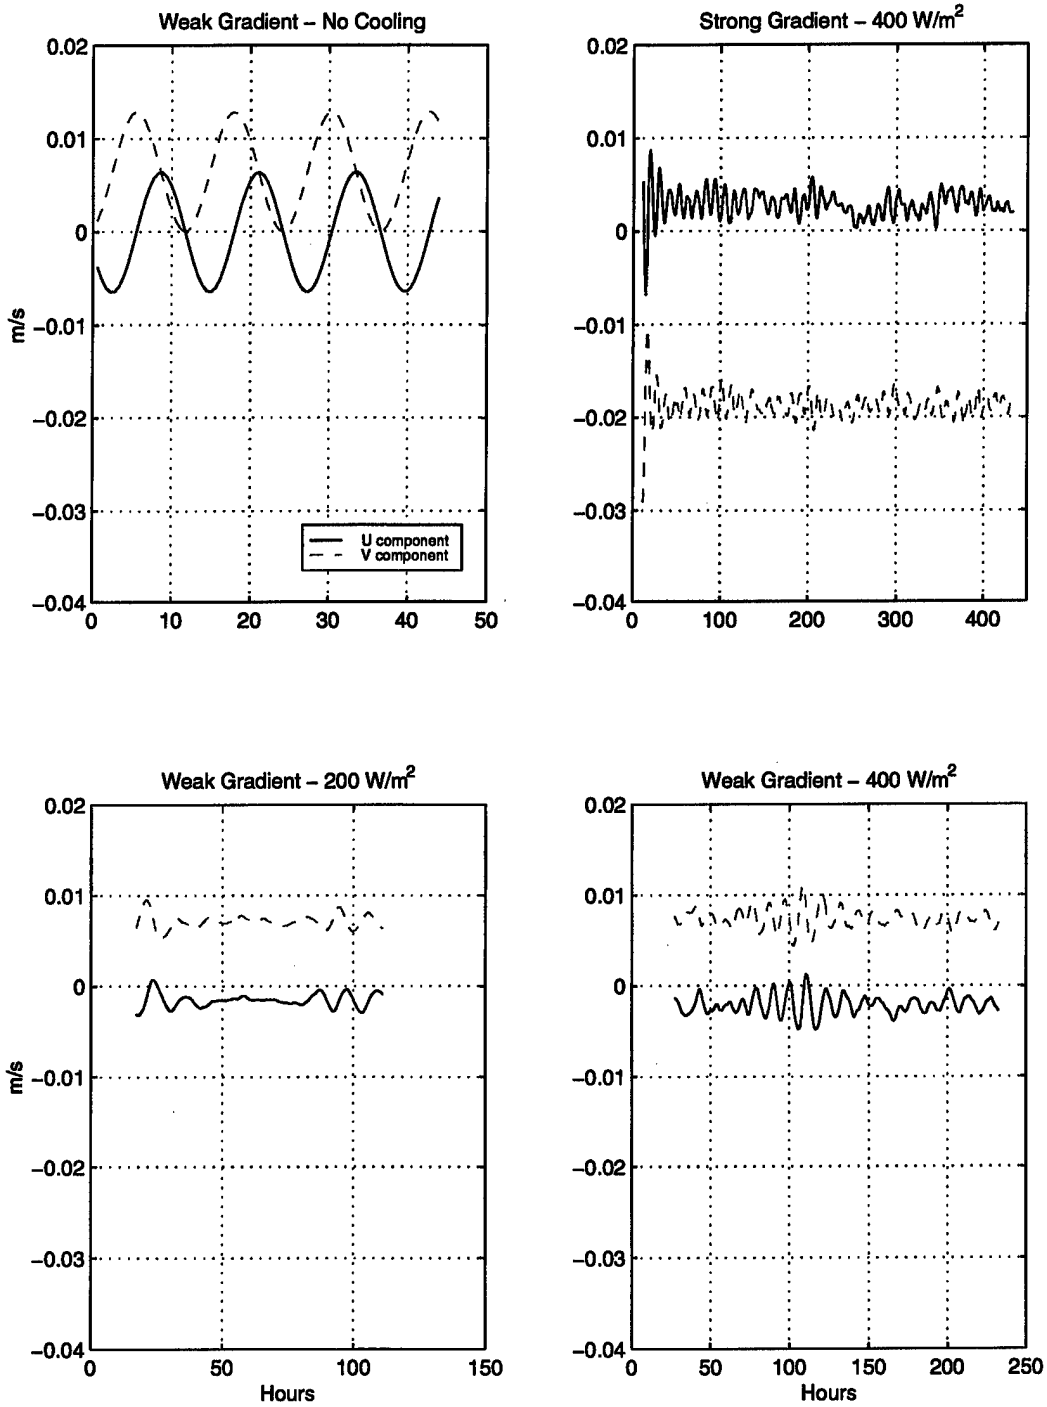 Weak Gradient – No Cooling
0.02
0.01
0
−0.01
−0.02
−0.03
−0.04
m/s
0 10 20 30 40 50
U component
V component
Strong Gradient – 400 W/m²
0.02
0.01
0
−0.01
−0.02
−0.03
−0.04
0 100 200 300 400
Weak Gradient – 200 W/m²
0.02
0.01
0
−0.01
−0.02
−0.03
−0.04
m/s
0 50 100 150
Hours
Weak Gradient – 400 W/m²
0.02
0.01
0
−0.01
−0.02
−0.03
−0.04
0 50 100 150 200 250
Hours